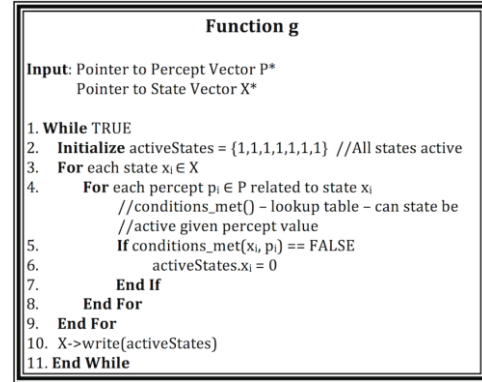 Function g
Input: Pointer to Percept Vector P*
Pointer to State Vector X*
1. While TRUE
2. Initialize activeStates = {1,1,1,1,1,1,1} //All states active
3. For each state xᵢ ∈ X
4. For each percept pᵢ ∈ P related to state xᵢ
//conditions_met() – lookup table – can state be
//active given percept value
5. If conditions_met(xᵢ, pᵢ) == FALSE
6. activeStates.xᵢ = 0
7. End If
8. End For
9. End For
10. X->write(activeStates)
11. End While